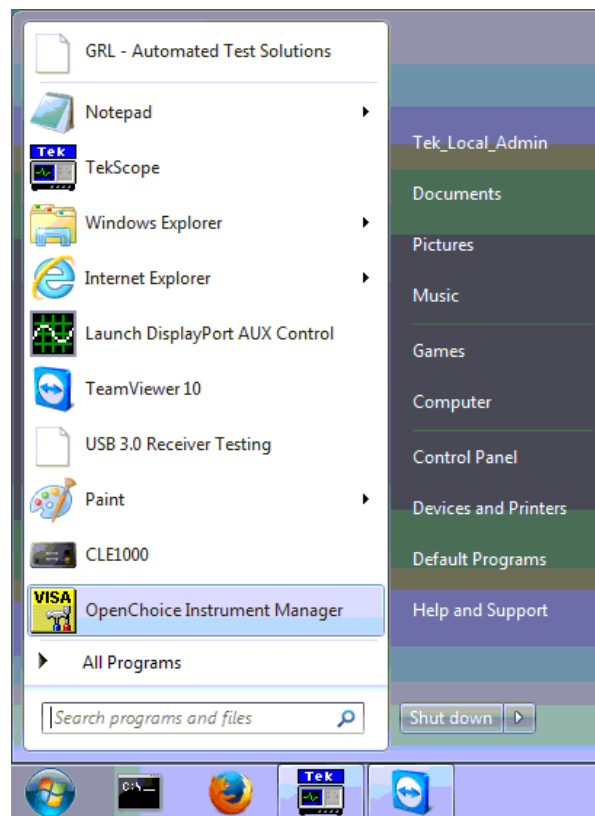 GRL - Automated Test Solutions
Notepad
Tek
TekScope
Windows Explorer
Internet Explorer
Launch DisplayPort AUX Control
TeamViewer 10
USB 3.0 Receiver Testing
Paint
CLE1000
VISA
OpenChoice Instrument Manager
All Programs
Search programs and files
Tek_Local_Admin
Documents
Pictures
Music
Games
Computer
Control Panel
Devices and Printers
Default Programs
Help and Support
Shut down
C:\_
Tek